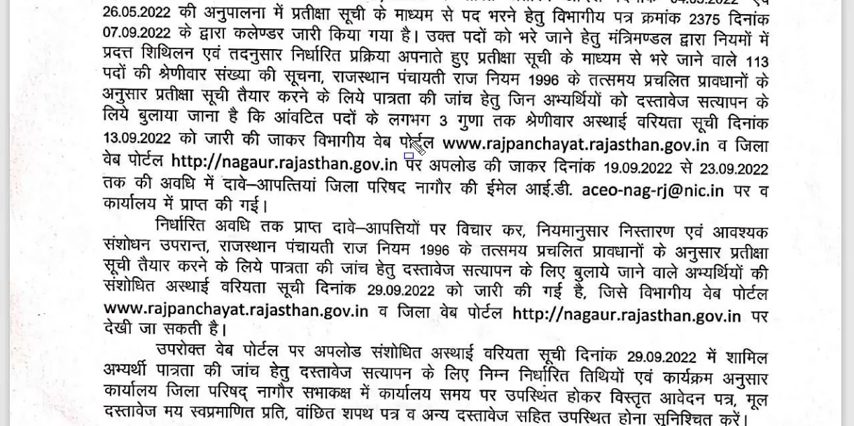 26.05.2022 की अनुपालना में प्रतीक्षा सूची के माध्यम से पद भरने हेतु विभागीय पत्र क्रमांक 2375 दिनांक
07.09.2022 के द्वारा कलेण्डर जारी किया गया है। उक्त पदों को भरे जाने हेतु मंत्रिमण्डल द्वारा नियमों में
प्रदत्त शिथिलन एवं तदनुसार निर्धारित प्रक्रिया अपनाते हुए प्रतीक्षा सूची के माध्यम से भरे जाने वाले 113
पदों की श्रेणीवार संख्या की सूचना, राजस्थान पंचायती राज नियम 1996 के तत्समय प्रचलित प्रावधानों के
अनुसार प्रतीक्षा सूची तैयार करने के लिये पात्रता की जांच हेतु जिन अभ्यर्थियों को दस्तावेज सत्यापन के
लिये बुलाया जाना है कि आंवटित पदों के लगभग 3 गुणा तक श्रेणीवार अस्थाई वरियता सूची दिनांक
13.09.2022 को जारी की जाकर विभागीय वेब पोर्टल www.rajpanchayat.rajasthan.gov.in व जिला
वेब पोर्टल http://nagaur.rajasthan.gov.in पर अपलोड की जाकर दिनांक 19.09.2022 से 23.09.2022
तक की अवधि में दावे–आपत्तियां जिला परिषद नागौर की ईमेल आई.डी. aceo-nag-rj@nic.in पर व
कार्यालय में प्राप्त की गई।
निर्धारित अवधि तक प्राप्त दावे–आपत्तियों पर विचार कर, नियमानुसार निस्तारण एवं आवश्यक
संशोधन उपरान्त, राजस्थान पंचायती राज नियम 1996 के तत्समय प्रचलित प्रावधानों के अनुसार प्रतीक्षा
सूची तैयार करने के लिये पात्रता की जांच हेतु दस्तावेज सत्यापन के लिए बुलाये जाने वाले अभ्यर्थियों की
संशोधित अस्थाई वरियता सूची दिनांक 29.09.2022 को जारी की गई है, जिसे विभागीय वेब पोर्टल
www.rajpanchayat.rajasthan.gov.in व जिला वेब पोर्टल http://nagaur.rajasthan.gov.in पर
देखी जा सकती है।
उपरोक्त वेब पोर्टल पर अपलोड संशोधित अस्थाई वरियता सूची दिनांक 29.09.2022 में शामिल
अभ्यर्थी पात्रता की जांच हेतु दस्तावेज सत्यापन के लिए निम्न निर्धारित तिथियों एवं कार्यक्रम अनुसार
कार्यालय जिला परिषद् नागौर सभाकक्ष में कार्यालय समय पर उपस्थित होकर विस्तृत आवेदन पत्र, मूल
दस्तावेज मय स्वप्रमाणित प्रति, वांछित शपथ पत्र व अन्य दस्तावेज सहित उपस्थित होना सुनिश्चित करें।